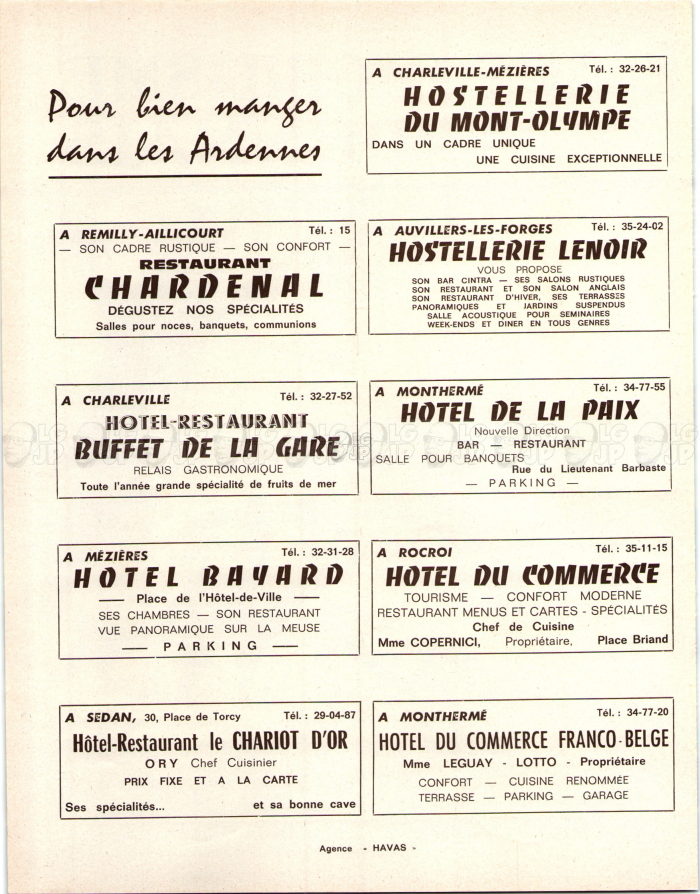 Pour bien manger
dans les Ardennes
A CHARLEVILLE-MÉZIÈRES Tél. : 32-26-21
HOSTELLERIE
DU MONT-OLYMPE
DANS UN CADRE UNIQUE
UNE CUISINE EXCEPTIONNELLE
A REMILLY-AILLICOURT Tél. : 15
— SON CADRE RUSTIQUE — SON CONFORT —
RESTAURANT
CHARDENAL
DÉGUSTEZ NOS SPÉCIALITÉS
Salles pour noces, banquets, communions
A AUVILLERS-LES-FORGES Tél. : 35-24-02
HOSTELLERIE LENOIR
VOUS PROPOSE
SON BAR CINTRA — SES SALONS RUSTIQUES
SON RESTAURANT ET SON SALON ANGLAIS
SON RESTAURANT D'HIVER, SES TERRASSES
PANORAMIQUES ET JARDINS SUSPENDUS
SALLE ACOUSTIQUE POUR SEMINAIRES
WEEK-ENDS ET DINER EN TOUS GENRES
A CHARLEVILLE Tél. : 32-27-52
HOTEL-RESTAURANT
BUFFET DE LA GARE
RELAIS GASTRONOMIQUE
Toute l'année grande spécialité de fruits de mer
A MONTHERMÉ Tél. : 34-77-55
HOTEL DE LA PAIX
Nouvelle Direction
BAR — RESTAURANT
SALLE POUR BANQUETS
Rue du Lieutenant Barbaste
— PARKING —
A MÉZIÈRES Tél. : 32-31-28
HOTEL BAYARD
— Place de l'Hôtel-de-Ville —
SES CHAMBRES — SON RESTAURANT
VUE PANORAMIQUE SUR LA MEUSE
— PARKING —
A ROCROI Tél. : 35-11-15
HOTEL DU COMMERCE
TOURISME — CONFORT MODERNE
RESTAURANT MENUS ET CARTES - SPÉCIALITÉS
Chef de Cuisine
Mme COPERNICI, Propriétaire, Place Briand
A SEDAN, 30, Place de Torcy Tél. : 29-04-87
Hôtel-Restaurant le CHARIOT D'OR
ORY Chef Cuisinier
PRIX FIXE ET A LA CARTE
Ses spécialités... et sa bonne cave
A MONTHERMÉ Tél. : 34-77-20
HOTEL DU COMMERCE FRANCO-BELGE
Mme LEGUAY - LOTTO - Propriétaire
CONFORT — CUISINE RENOMMÉE
TERRASSE — PARKING — GARAGE
Agence - HAVAS -